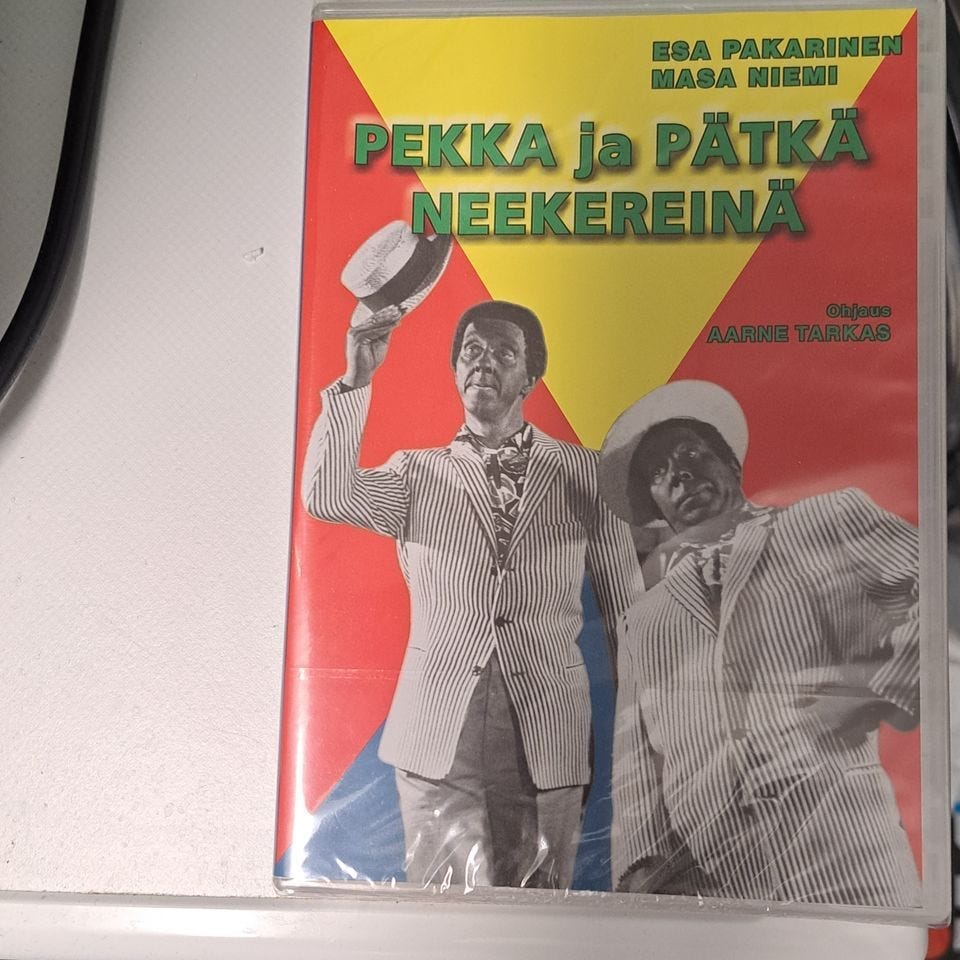 ESA PAKARINEN
MASA NIEMI
PEKKA ja PÄTKÄ
NEEKEREINÄ
Ohjaus
AARNE TARKAS